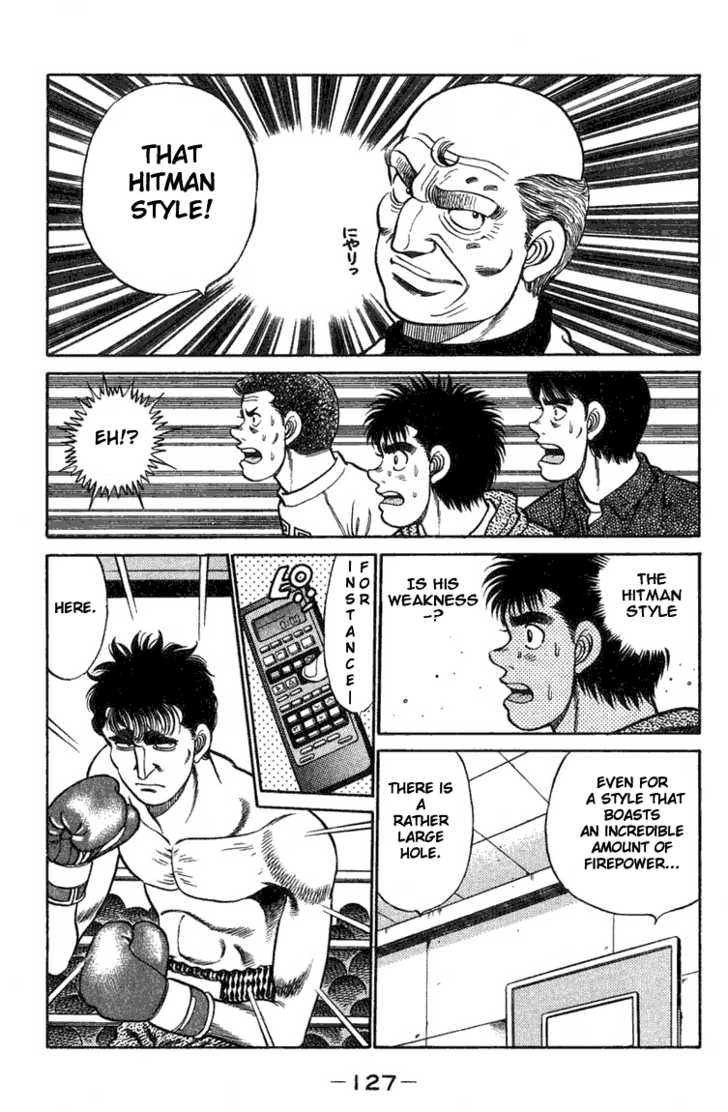 THAT
HITMAN
STYLE!
にやりっ
EH!?
THE
HITMAN
STYLE
IS HIS
WEAKNESS
-?
EVEN FOR
A STYLE THAT
BOASTS
AN INCREDIBLE
AMOUNT OF
FIREPOWER...
THERE IS
A
RATHER
LARGE
HOLE.
FOR
INSTANCE-
HERE.
-127-